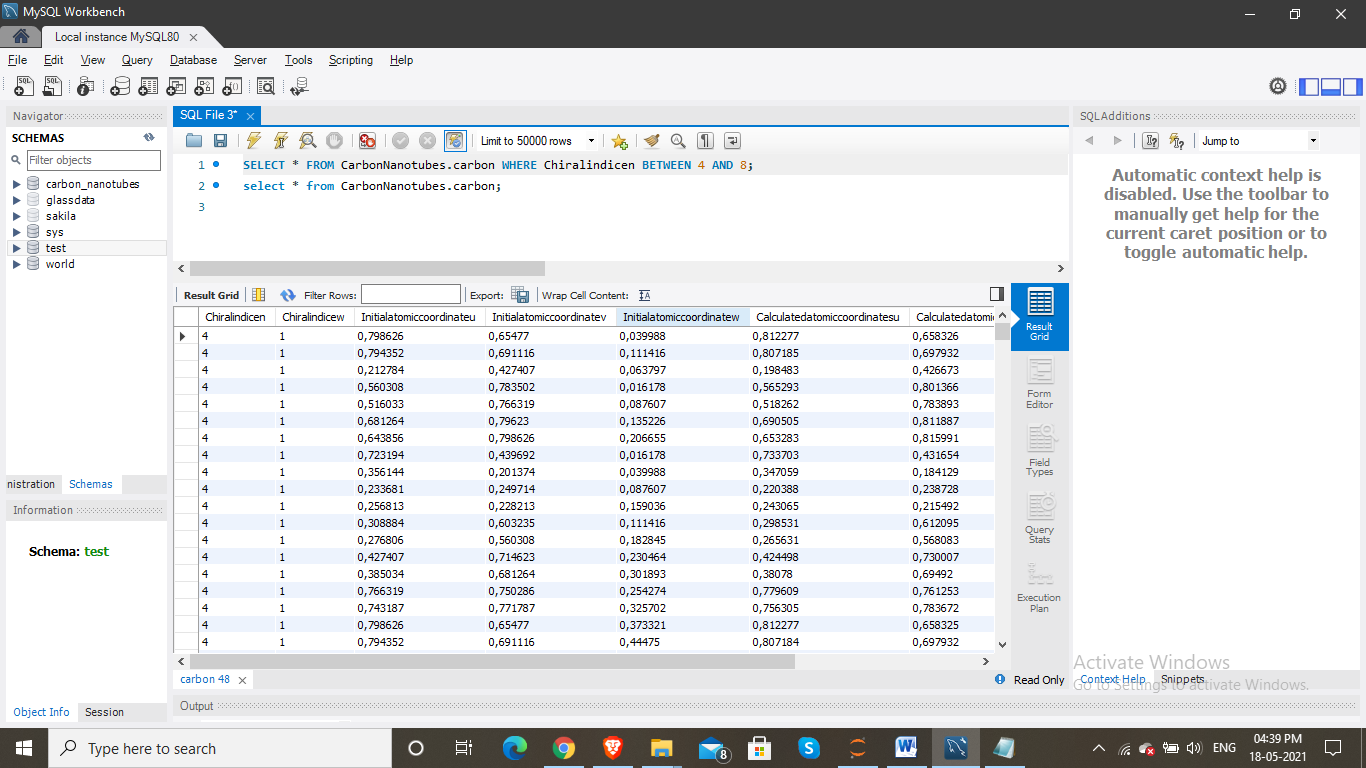 MySQL Workbench
Local instance MySQL80
File Edit View Query Database Server Tools Scripting Help
Navigator
SCHEMAS
Filter objects
carbon_nanotubes
glassdata
sakila
sys
test
world
nistration Schemas
Information
Schema: test
Object Info Session
SQL File 3*
Limit to 50000 rows
1 SELECT * FROM CarbonNanotubes.carbon WHERE Chiralindicen BETWEEN 4 AND 8;
2 select * from CarbonNanotubes.carbon;
3
Result Grid Filter Rows: Export: Wrap Cell Content:
Chiralindicen Chiralindicew Initialatomiccoordinateu Initialatomiccoordinatev Initialatomiccoordinatew Calculatedatomiccoordinatesu Calculatedatomic
4 1 0,798626 0,65477 0,039988 0,812277 0,658326
4 1 0,794352 0,691116 0,111416 0,807185 0,697932
4 1 0,212784 0,427407 0,063797 0,198483 0,426673
4 1 0,560308 0,783502 0,016178 0,565293 0,801366
4 1 0,516033 0,766319 0,087607 0,518262 0,783893
4 1 0,681264 0,79623 0,135226 0,690505 0,811887
4 1 0,643856 0,798626 0,206655 0,653283 0,815991
4 1 0,723194 0,439692 0,016178 0,733703 0,431654
4 1 0,356144 0,201374 0,039988 0,347059 0,184129
4 1 0,233681 0,249714 0,087607 0,220388 0,238728
4 1 0,256813 0,228213 0,159036 0,243065 0,215492
4 1 0,308884 0,603235 0,111416 0,298531 0,612095
4 1 0,276806 0,560308 0,182845 0,265631 0,568083
4 1 0,427407 0,714623 0,230464 0,424498 0,730007
4 1 0,385034 0,681264 0,301893 0,38078 0,69492
4 1 0,766319 0,750286 0,254274 0,779609 0,761253
4 1 0,743187 0,771787 0,325702 0,756305 0,783672
4 1 0,798626 0,65477 0,373321 0,812277 0,658325
4 1 0,794352 0,691116 0,44475 0,807184 0,697932
Result Grid
Form Editor
Field Types
Query Stats
Execution Plan
carbon 48
Read Only
Output
SQLAdditions
Jump to
Automatic context help is
disabled. Use the toolbar to
manually get help for the
current caret position or to
toggle automatic help.
Activate Windows
Go to Settings to activate Windows.
Context Help Snippets
Type here to search
8
ENG
04:39 PM
18-05-2021